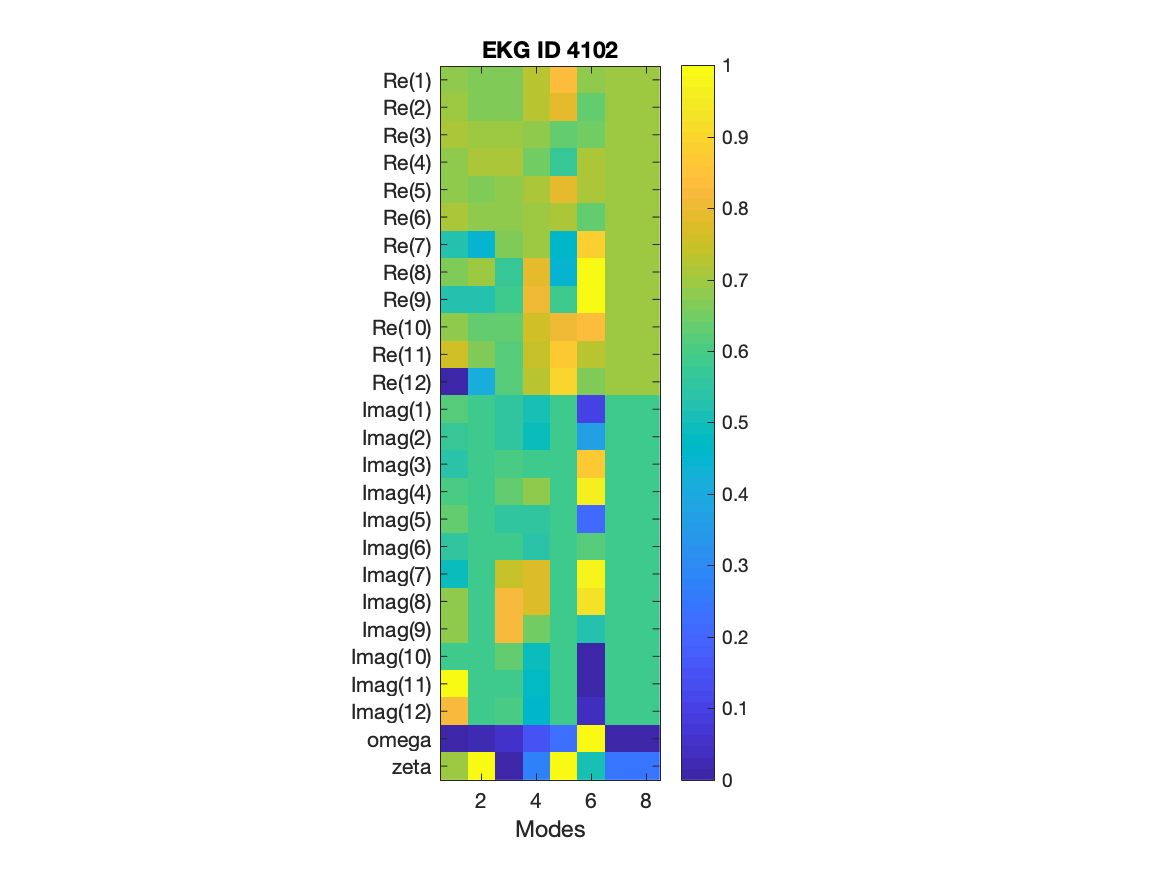 EKG ID 4102
Re(1)
Re(2)
Re(3)
Re(4)
Re(5)
Re(6)
Re(7)
Re(8)
Re(9)
Re(10)
Re(11)
Re(12)
Imag(1)
Imag(2)
Imag(3)
Imag(4)
Imag(5)
Imag(6)
Imag(7)
Imag(8)
Imag(9)
Imag(10)
Imag(11)
Imag(12)
omega
zeta
2 4 6 8
Modes
1
0.9
0.8
0.7
0.6
0.5
0.4
0.3
0.2
0.1
0